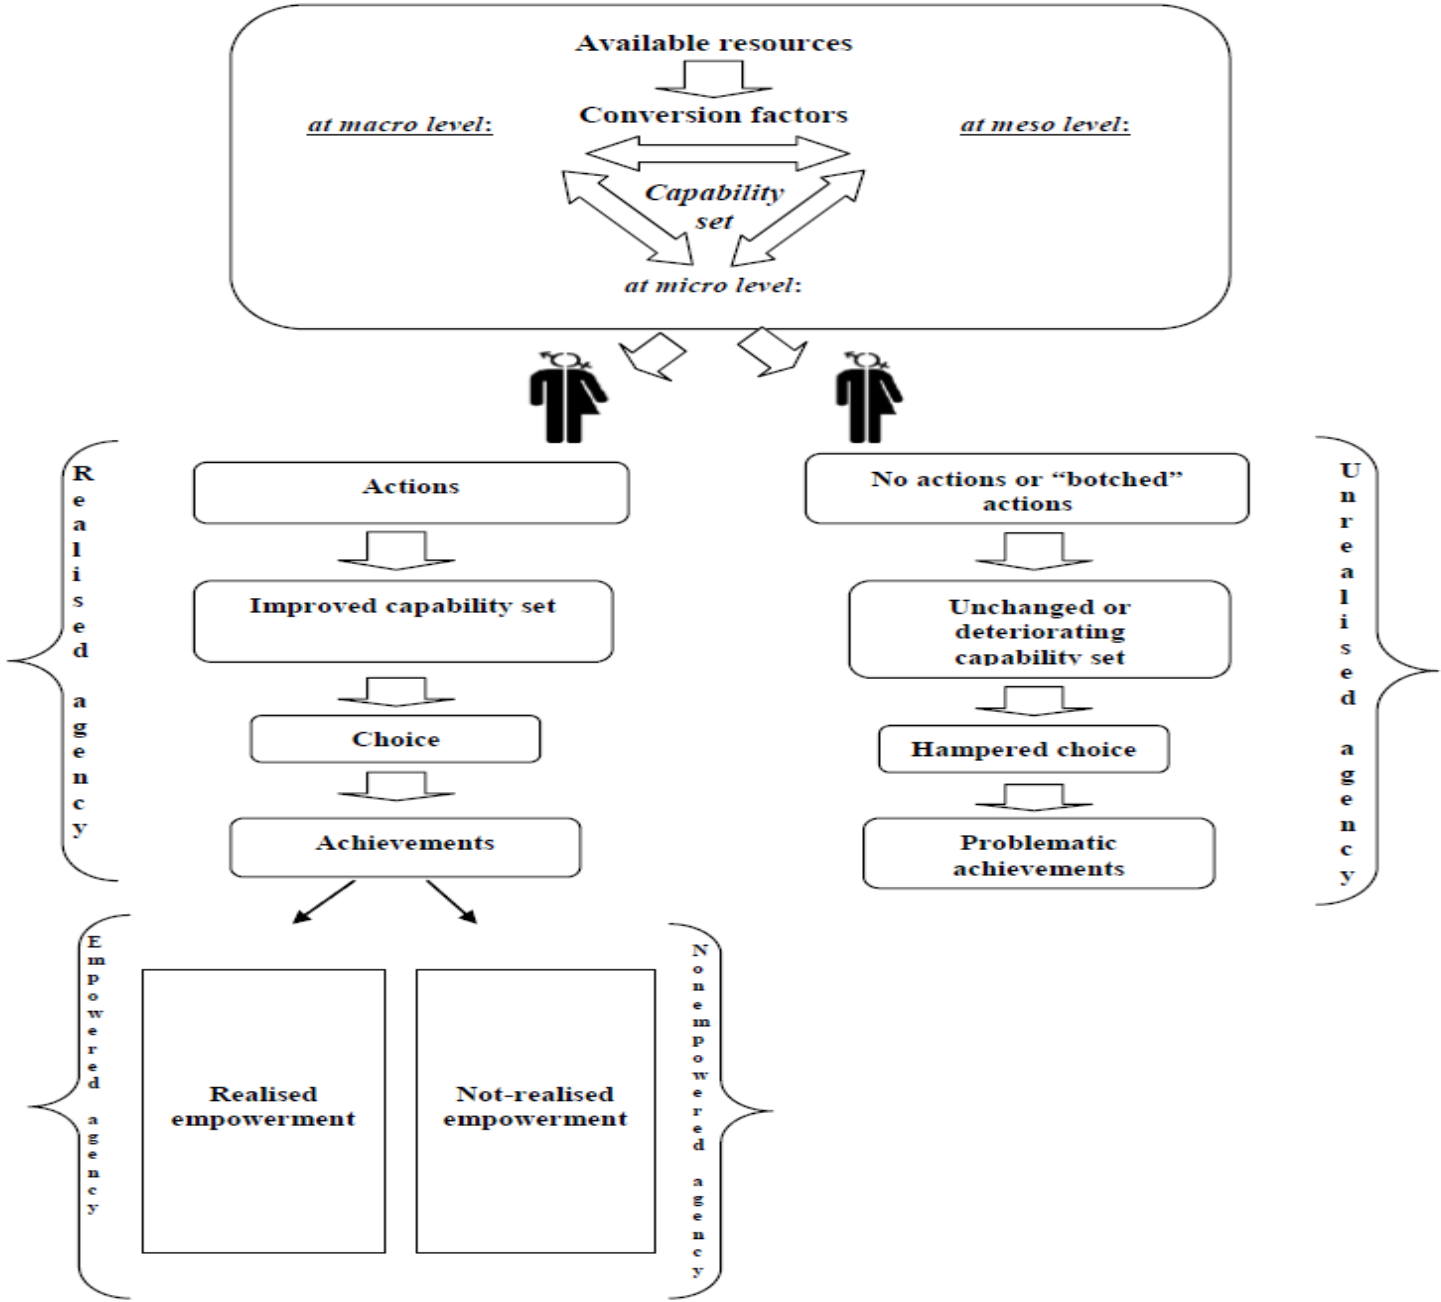 Available resources
Conversion factors
at macro level:
at meso level:
Capability
set
at micro level:
Realised agency
Actions
Improved capability set
Choice
Achievements
No actions or “botched”
actions
Unchanged or
deteriorating
capability set
Hampered choice
Problematic
achievements
Unrealised agency
Empowered agency
Realised
empowerment
Not-realised
empowerment
Nonempowered agency